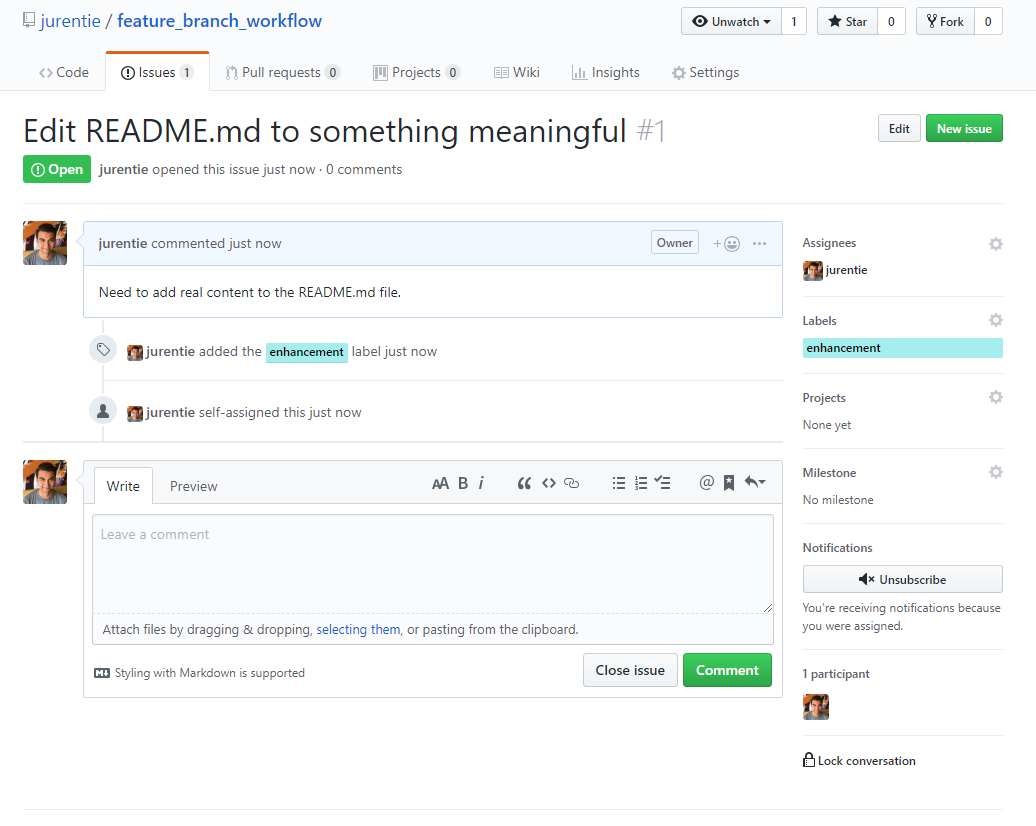 jurentie / feature_branch_workflow
Unwatch 1 Star 0 Fork 0
Code Issues 1 Pull requests 0 Projects 0 Wiki Insights Settings
Edit README.md to something meaningful #1
Edit New issue
Open jurentie opened this issue just now · 0 comments
jurentie commented just now
Owner + ...
Need to add real content to the README.md file.
jurentie added the enhancement label just now
jurentie self-assigned this just now
Write Preview AA B i “ <> @
Leave a comment
Attach files by dragging & dropping, selecting them, or pasting from the clipboard.
Styling with Markdown is supported
Close issue Comment
Assignees
jurentie
Labels
enhancement
Projects
None yet
Milestone
No milestone
Notifications
Unsubscribe
You’re receiving notifications because
you were assigned.
1 participant
Lock conversation